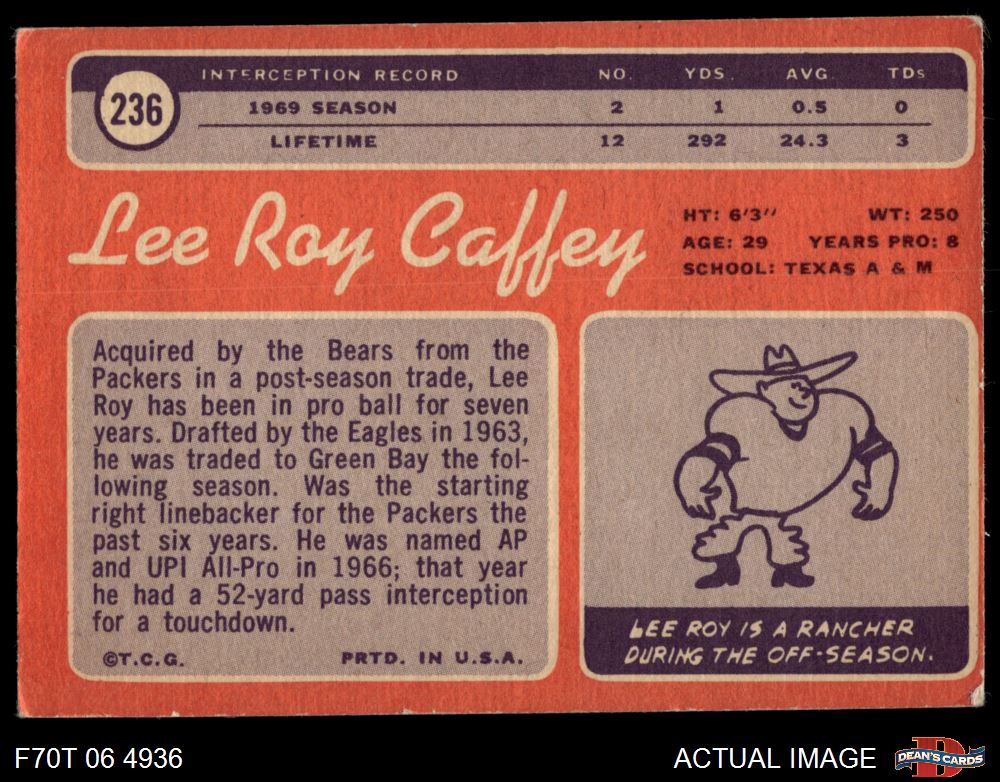 236
INTERCEPTION RECORD NO. YDS. AVG. TDs
1969 SEASON 2 1 0.5 0
LIFETIME 12 292 24.3 3
Lee Roy Caffey
HT: 6'3" WT: 250
AGE: 29 YEARS PRO: 8
SCHOOL: TEXAS A & M
Acquired by the Bears from the
Packers in a post-season trade, Lee
Roy has been in pro ball for seven
years. Drafted by the Eagles in 1963,
he was traded to Green Bay the fol-
lowing season. Was the starting
right linebacker for the Packers the
past six years. He was named AP
and UPI All-Pro in 1966; that year
he had a 52-yard pass interception
for a touchdown.
©T.C.G. PRTD. IN U.S.A.
LEE ROY IS A RANCHER
DURING THE OFF-SEASON.
F70T 06 4936
ACTUAL IMAGE
D
DEAN'S CARDS